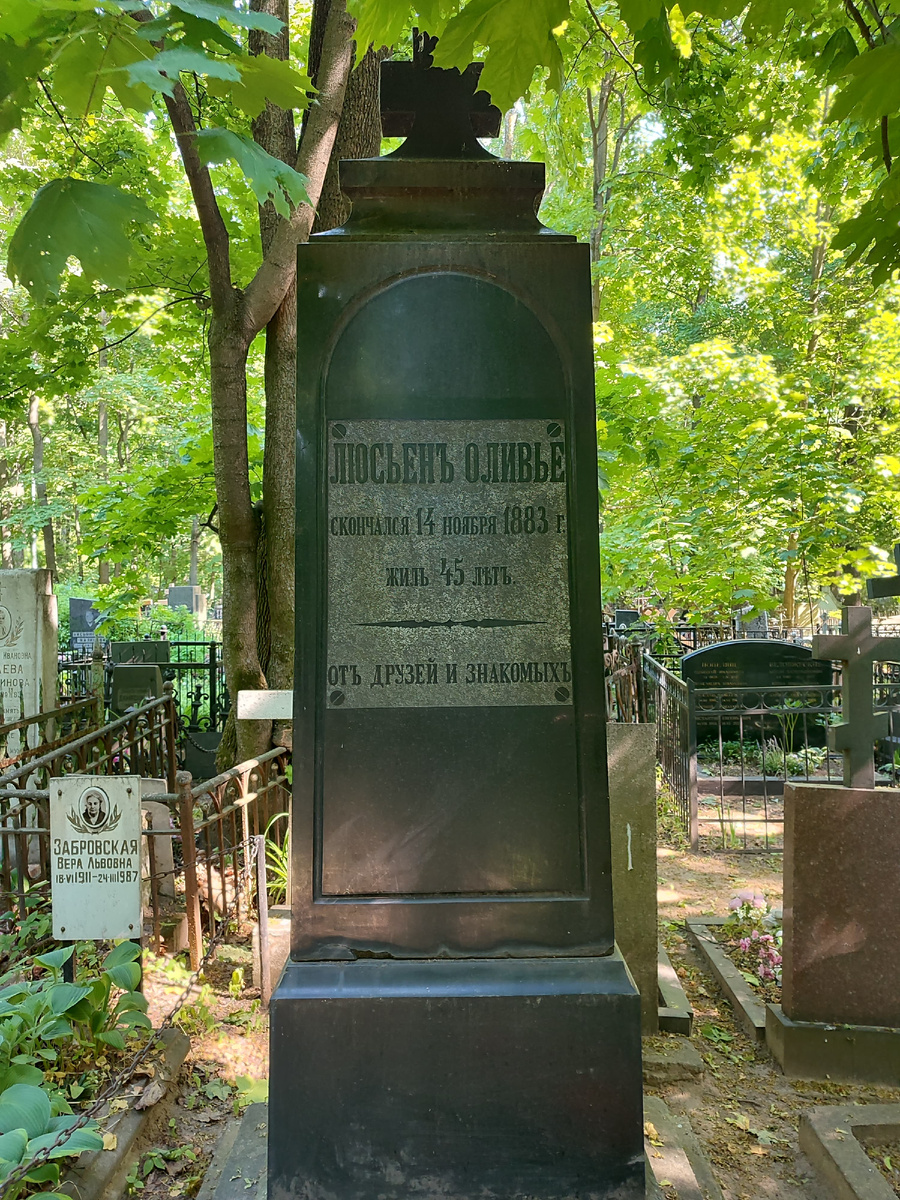 ЛЮСЬЕНЪ ОЛИВЬЕ
СКОНЧАЛСЯ 14 НОЯБРЯ 1883 Г.
ЖИЛЪ 45 ЛѢТЪ.
ОТЪ ДРУЗЕЙ И ЗНАКОМЫХЪ
ЗАБРОВСКАЯ
ВЕРА ЛЬВОВНА
18-VI 1911-24-III 1987